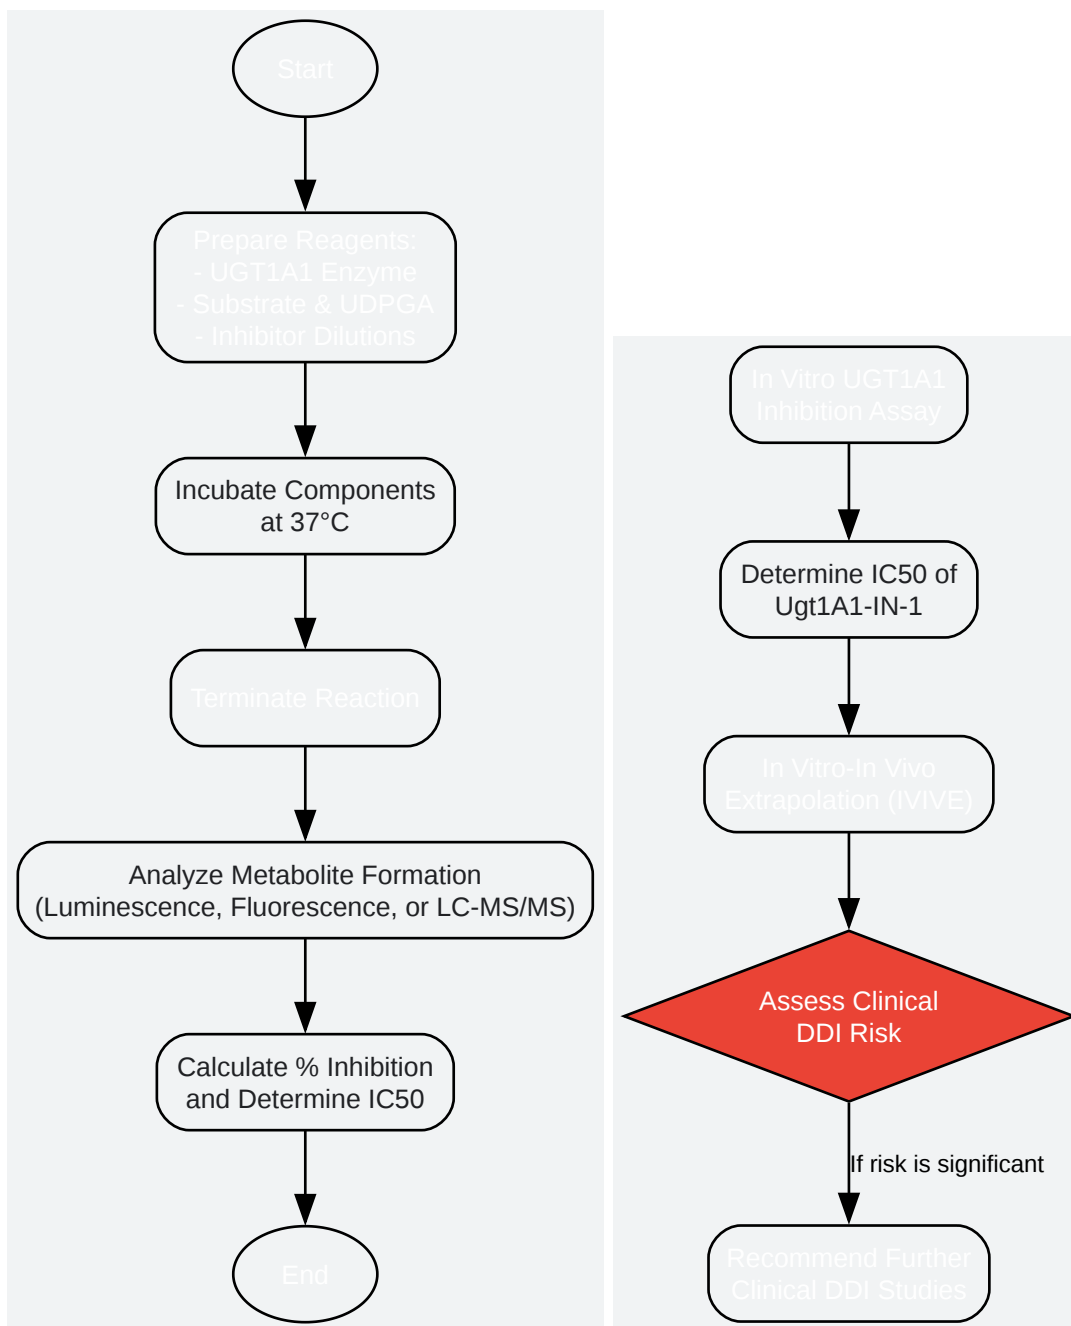 Start
Prepare Reagents:
- UGT1A1 Enzyme
- Substrate & UDPGA
- Inhibitor Dilutions
Incubate Components
at 37°C
Terminate Reaction
Analyze Metabolite Formation
(Luminescence, Fluorescence, or LC-MS/MS)
Calculate % Inhibition
and Determine IC50
End
In Vitro UGT1A1
Inhibition Assay
Determine IC50 of
Ugt1A1-IN-1
In Vitro-In Vivo
Extrapolation (IVIVE)
Assess Clinical
DDI Risk
If risk is significant
Recommend Further
Clinical DDI Studies